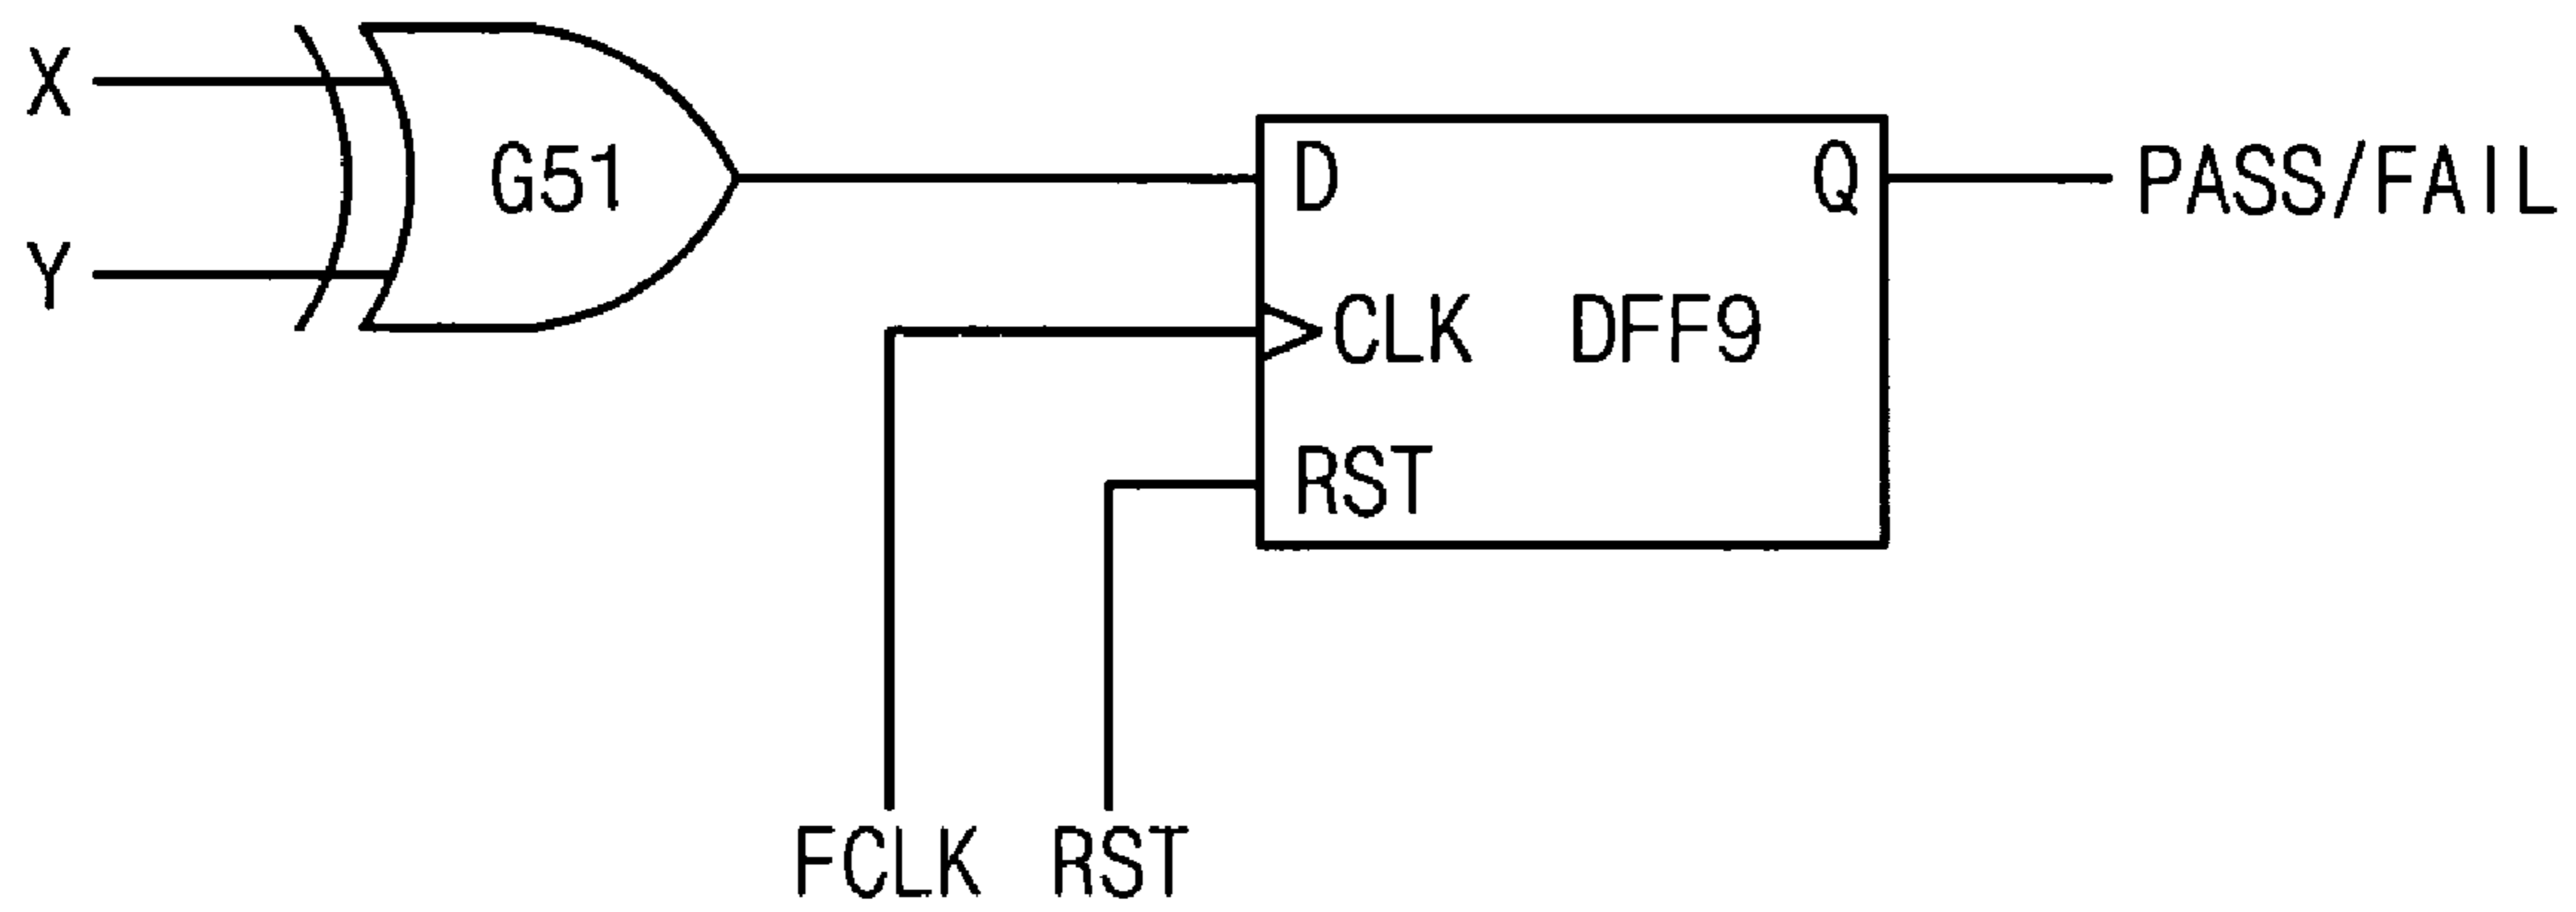 X
Y
G51
D
Q
PASS/FAIL
CLK
DFF9
RST
FCLK
RST